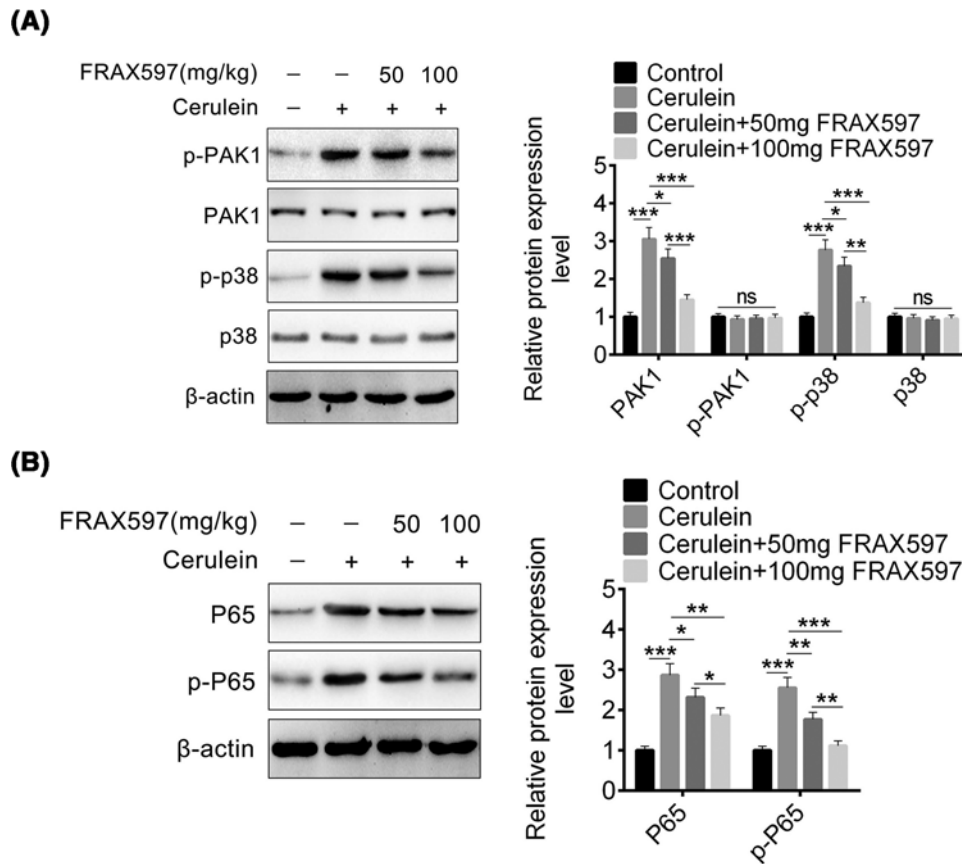 (A)
FRAX597(mg/kg) – – 50 100
Cerulein – + + +
p-PAK1
PAK1
p-p38
p38
β-actin
Control
Cerulein
Cerulein+50mg FRAX597
Cerulein+100mg FRAX597
Relative protein expression
level
5
4
3
2
1
0
***
*
***
***
ns
***
*
***
**
ns
PAK1
p-PAK1
p-p38
p38
(B)
FRAX597(mg/kg) – – 50 100
Cerulein – + + +
P65
p-P65
β-actin
Control
Cerulein
Cerulein+50mg FRAX597
Cerulein+100mg FRAX597
Relative protein expression
level
5
4
3
2
1
0
**
*
***
*
***
**
***
**
P65
p-P65